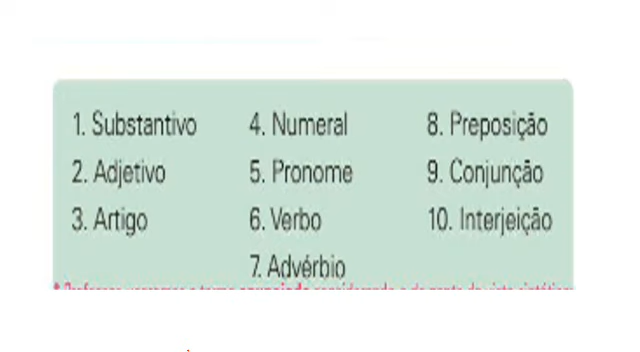 1. Substantivo
2. Adjetivo
3. Artigo
4. Numeral
5. Pronome
6. Verbo
7. Advérbio
8. Preposição
9. Conjunção
10. Interjeição